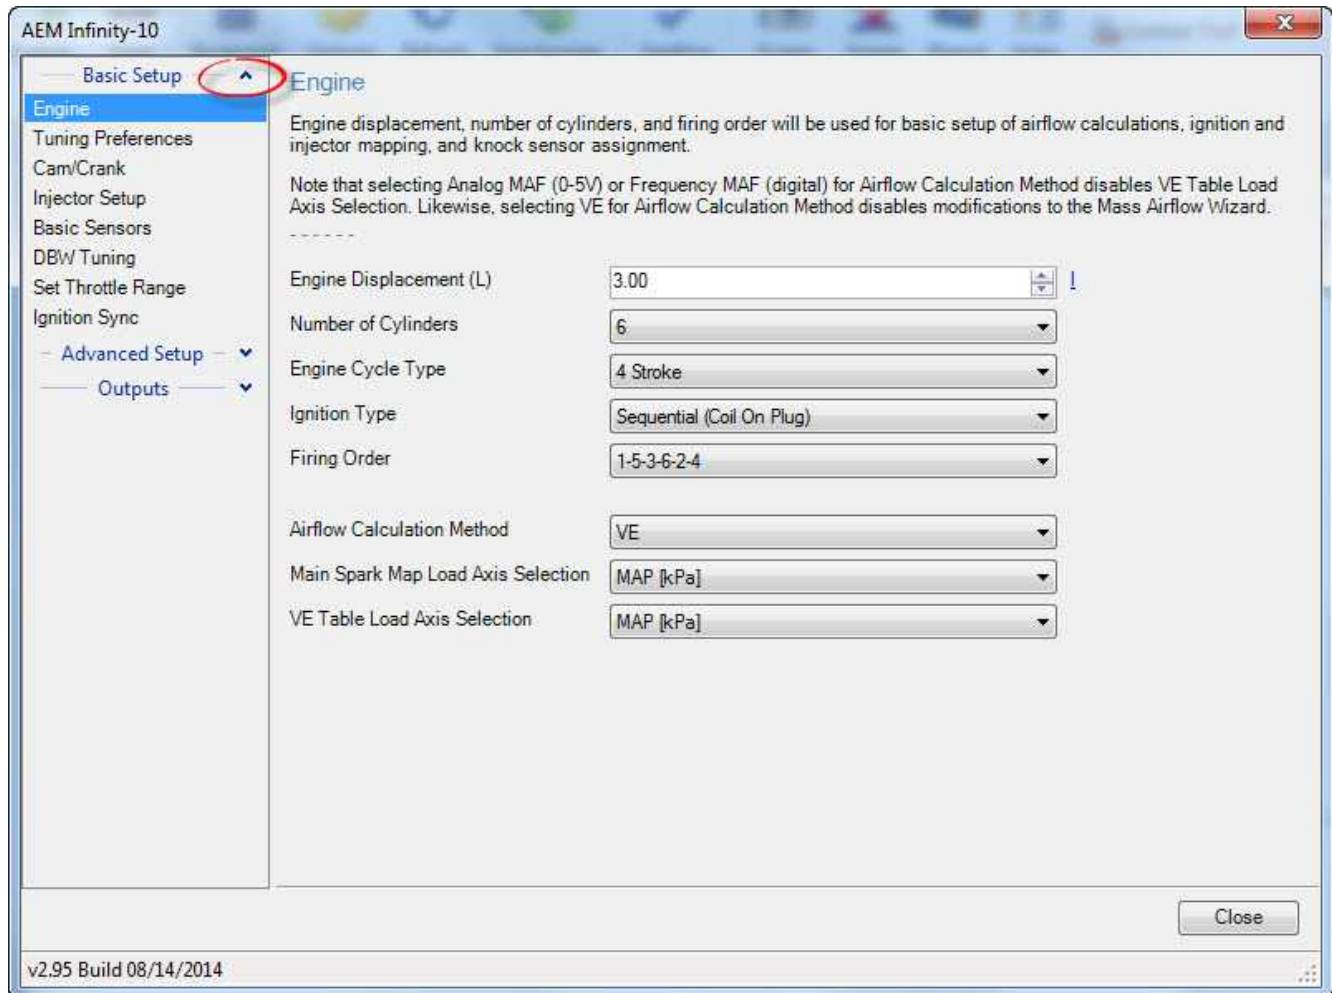 AEM Infinity-10
Basic Setup
Engine
Tuning Preferences
Cam/Crank
Injector Setup
Basic Sensors
DBW Tuning
Set Throttle Range
Ignition Sync
Advanced Setup
Outputs
Engine
Engine displacement, number of cylinders, and firing order will be used for basic setup of airflow calculations, ignition and
injector mapping, and knock sensor assignment.
Note that selecting Analog MAF (0-5V) or Frequency MAF (digital) for Airflow Calculation Method disables VE Table Load
Axis Selection. Likewise, selecting VE for Airflow Calculation Method disables modifications to the Mass Airflow Wizard.
- - - - - -
Engine Displacement (L) 3.00 l
Number of Cylinders 6
Engine Cycle Type 4 Stroke
Ignition Type Sequential (Coil On Plug)
Firing Order 1-5-3-6-2-4
Airflow Calculation Method VE
Main Spark Map Load Axis Selection MAP [kPa]
VE Table Load Axis Selection MAP [kPa]
Close
v2.95 Build 08/14/2014